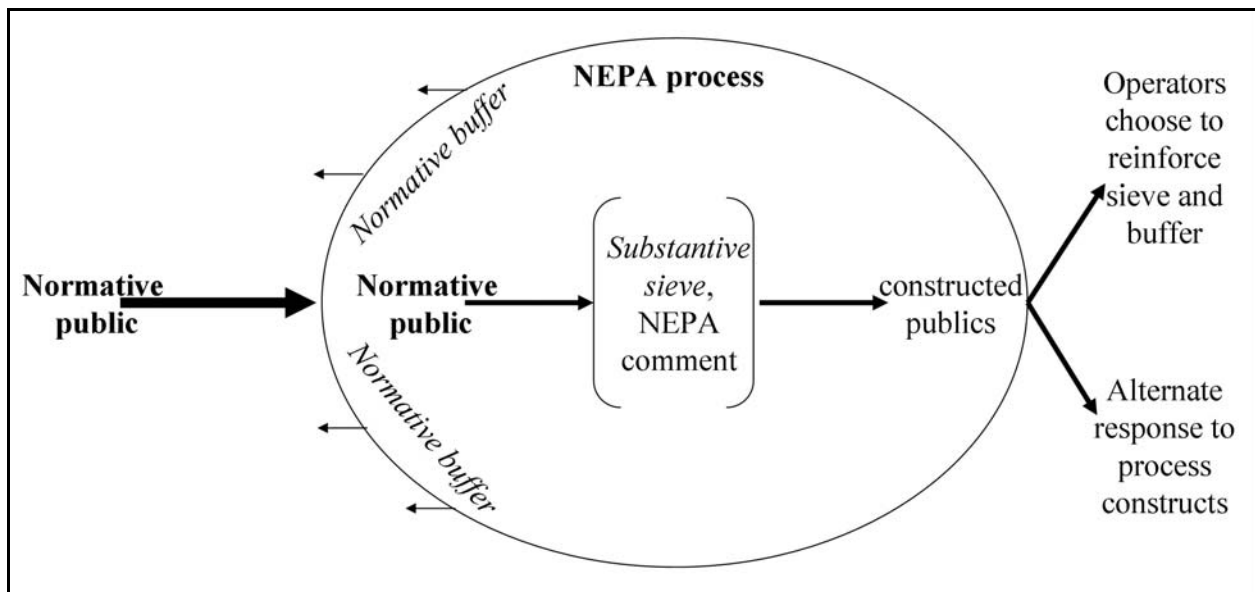 NEPA process
Normative buffer
Normative
public
Normative
public
Substantive
sieve,
NEPA
comment
constructed
publics
Normative buffer
Operators
choose to
reinforce
sieve and
buffer
Alternate
response to
process
constructs